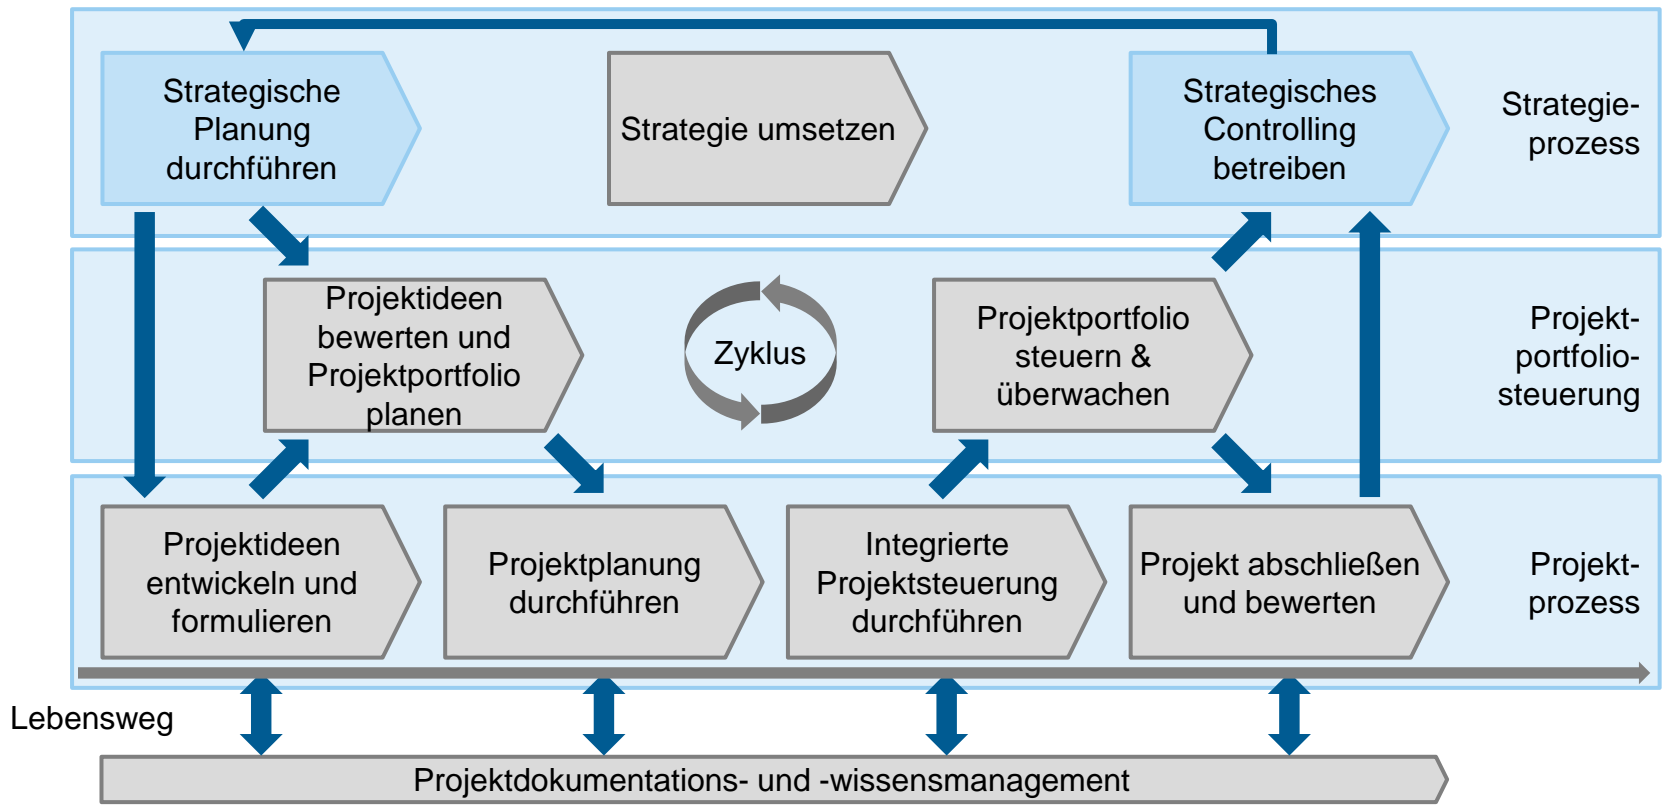 Strategische
Planung
durchführen
Strategie umsetzen
Strategisches
Controlling
betreiben
Strategie-
prozess
Projektideen
bewerten und
Projektportfolio
planen
Zyklus
Projektportfolio
steuern &
überwachen
Projekt-
portfolio-
steuerung
Projektideen
entwickeln und
formulieren
Projektplanung
durchführen
Integrierte
Projektsteuerung
durchführen
Projekt abschließen
und bewerten
Projekt-
prozess
Lebensweg
Projektdokumentations- und -wissensmanagement